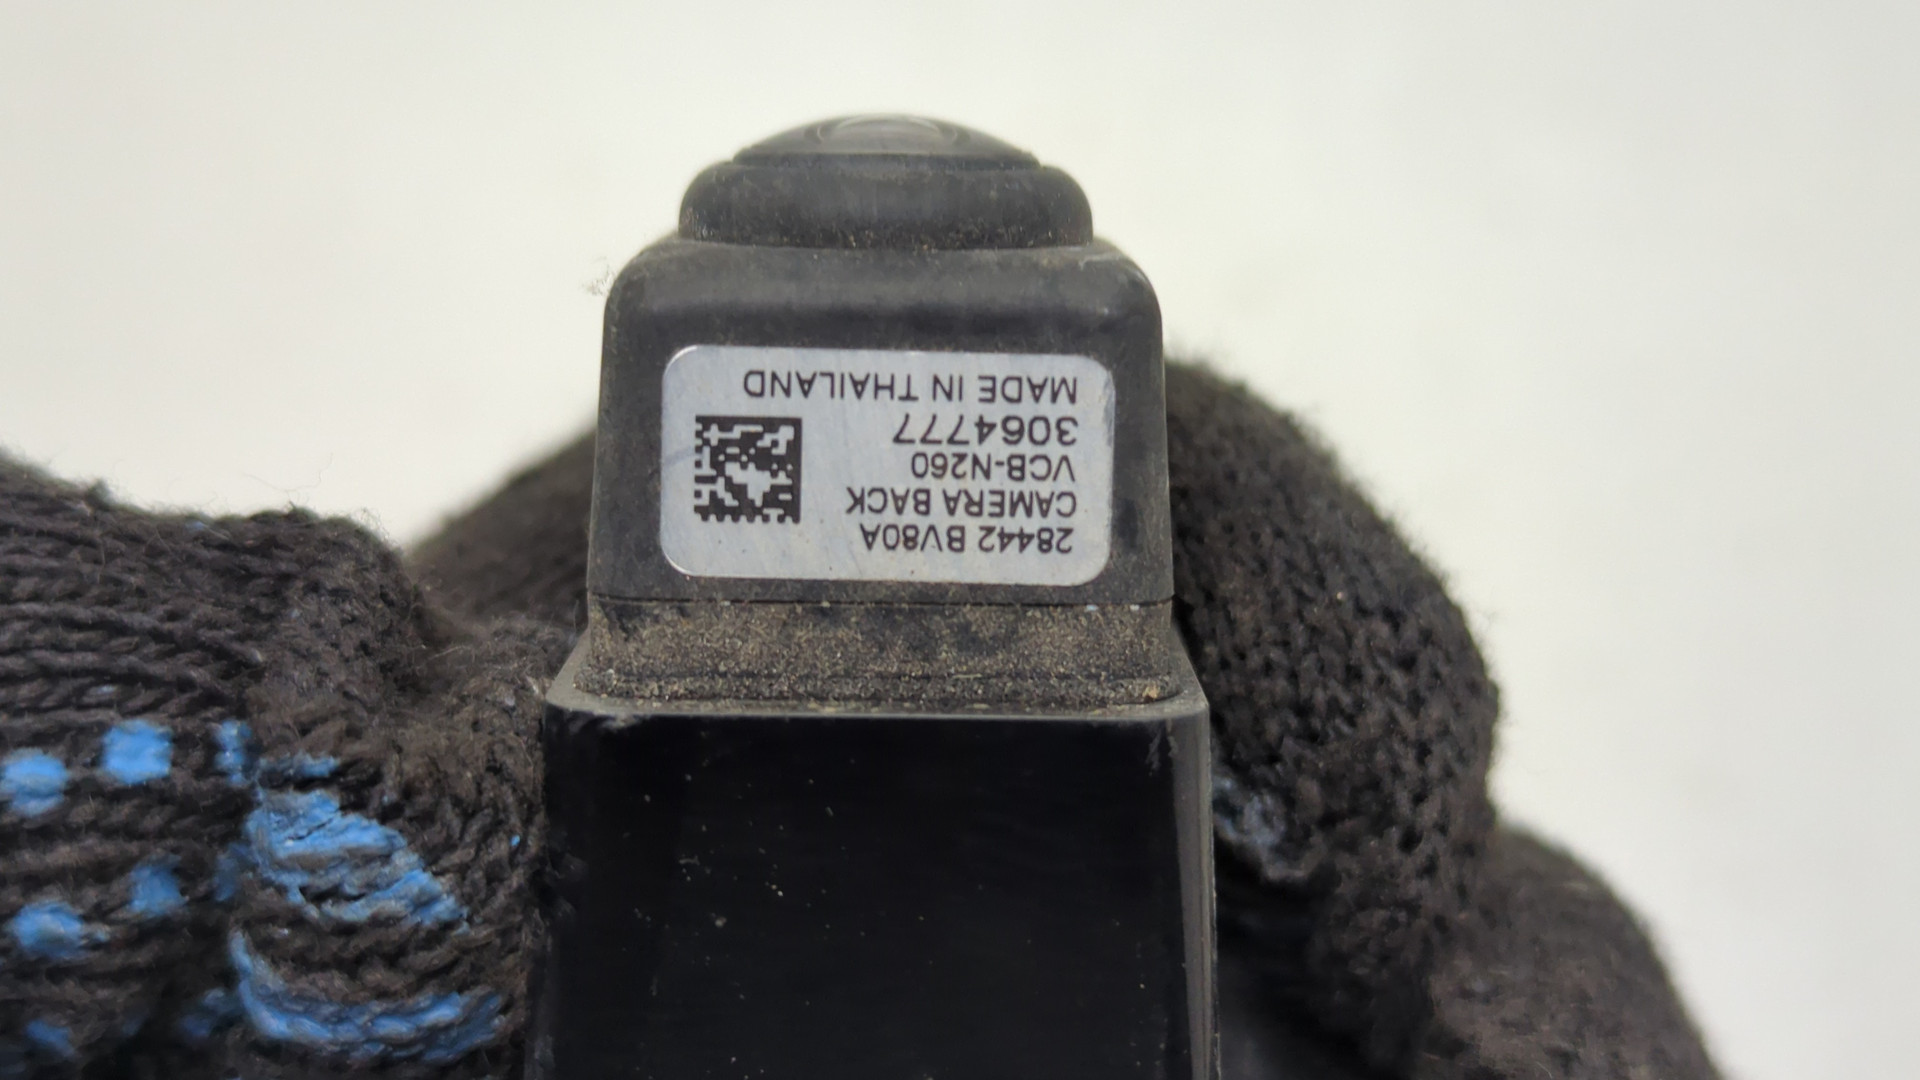 28442 BV80A
CAMERA BACK
VCB-N260
3064777
MADE IN THAILAND